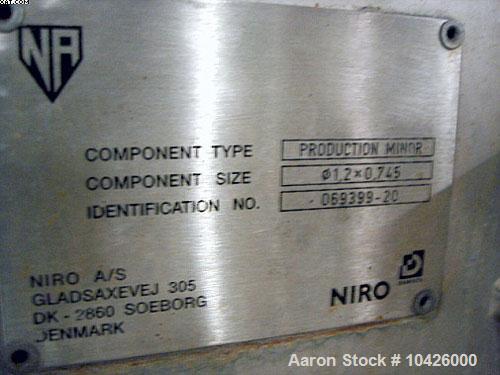 NA
COMPONENT TYPE PRODUCTION MINOR
COMPONENT SIZE Ø1,2×0,745
IDENTIFICATION NO. 069399-20
NIRO A/S
GLADSAXEVEJ 305
DK-2860 SOEBORG
DENMARK
NIRO
Aaron Stock # 10426000